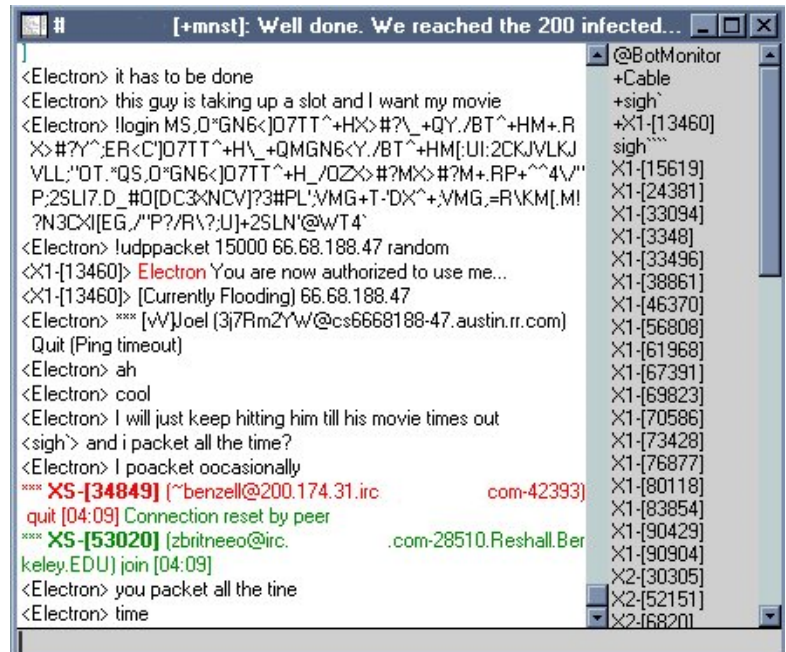 # [+mnst]: Well done. We reached the 200 infected...
]
<Electron> it has to be done
<Electron> this guy is taking up a slot and I want my movie
<Electron> !login MS,O*GN6<]O7TT^+HX>#?\_+QY./BT^+HM+.R
X>#?Y^;ER<C']O7TT^+H\_+QMGN6<Y./BT^+HM[:UI:2CKJVLKJ
VLL;"OT.*QS,O*GN6<]O7TT^+H_/OZX>#?MX>#?M+.RP+^^4\/"
P;2SLI7.D_#O[DC3XNCV]?3#PL';VMG+T-'DX^+;VMG,=R\KM[.M!
?N3CXI[EG,/"P?/R\?;U]+2SLN'@WT4`
<Electron> !udppacket 15000 66.68.188.47 random
<X1-[13460]> Electron You are now authorized to use me...
<X1-[13460]> [Currently Flooding) 66.68.188.47
<Electron> *** [vV]Joel (3j7Rm2YW@cs6668188-47.austin.rr.com)
Quit (Ping timeout)
<Electron> ah
<Electron> cool
<Electron> I will just keep hitting him till his movie times out
<sigh`> and i packet all the time?
<Electron> I poacket oocasionally
*** XS-[34849] (~benzell@200.174.31.irc com-42393)
quit [04:09] Connection reset by peer
*** XS-[53020] (zbritneeo@irc. .com-28510.Reshall.Ber
keley.EDU) join [04:09]
<Electron> you packet all the tine
<Electron> time
@BotMonitor
+Cable
+sigh`
+X1-[13460]
sigh````
X1-[15619]
X1-[24381]
X1-[33094]
X1-[3348]
X1-[33496]
X1-[38861]
X1-[46370]
X1-[56808]
X1-[61968]
X1-[67391]
X1-[69823]
X1-[70586]
X1-[73428]
X1-[76877]
X1-[80118]
X1-[83854]
X1-[90429]
X1-[90904]
X2-[30305]
X2-[52151]
X2-[6820]